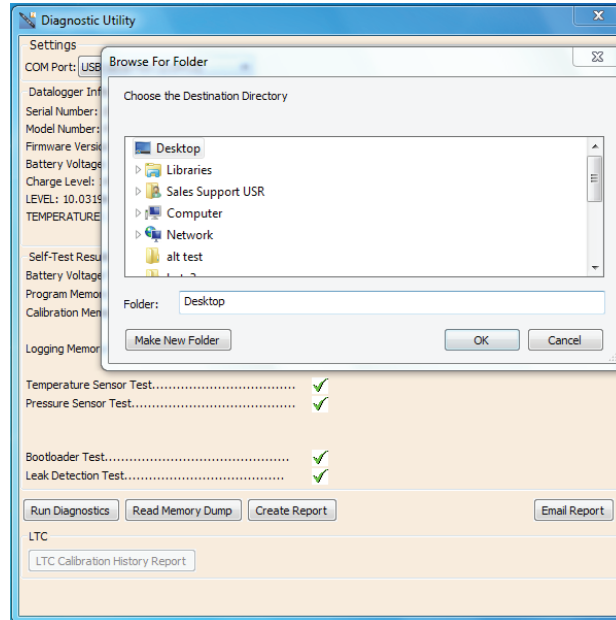 Diagnostic Utility
Settings
COM Port: USB
Browse For Folder
Choose the Destination Directory
Desktop
Libraries
Sales Support USR
Computer
Network
alt test
Folder: Desktop
Make New Folder OK Cancel
Datalogger Inf
Serial Number:
Model Number:
Firmware Versi
Battery Voltage
Charge Level:
LEVEL: 10.0319
TEMPERATURE
Self-Test Resu
Battery Voltage
Program Memo
Calibration Mem
Logging Memor
Temperature Sensor Test...................................
Pressure Sensor Test........................................
Bootloader Test.............................................
Leak Detection Test.......................................
Run Diagnostics Read Memory Dump Create Report Email Report
LTC
LTC Calibration History Report